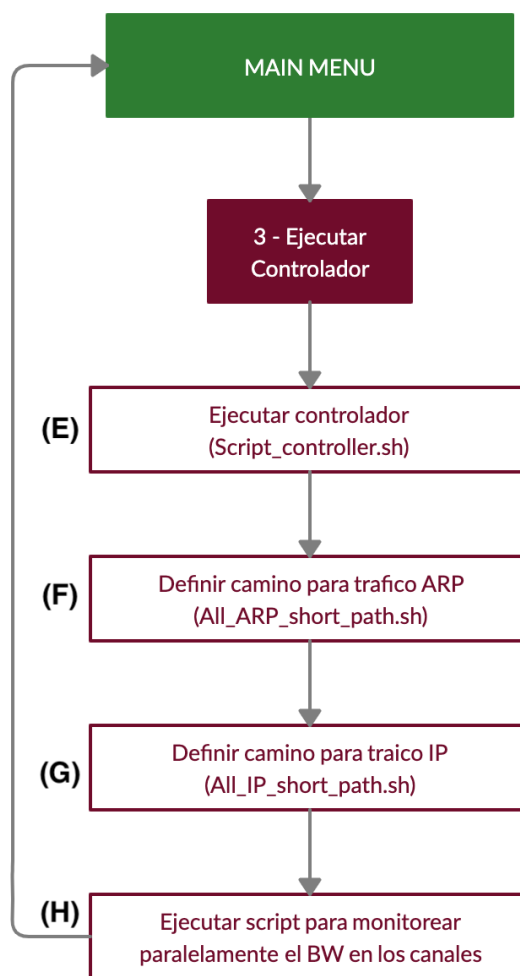 MAIN MENU
3 - Ejecutar
Controlador
(E)
Ejecutar controlador
(Script_controller.sh)
(F)
Definir camino para trafico ARP
(All_ARP_short_path.sh)
(G)
Definir camino para traico IP
(All_IP_short_path.sh)
(H)
Ejecutar script para monitorear
paralelamente el BW en los canales